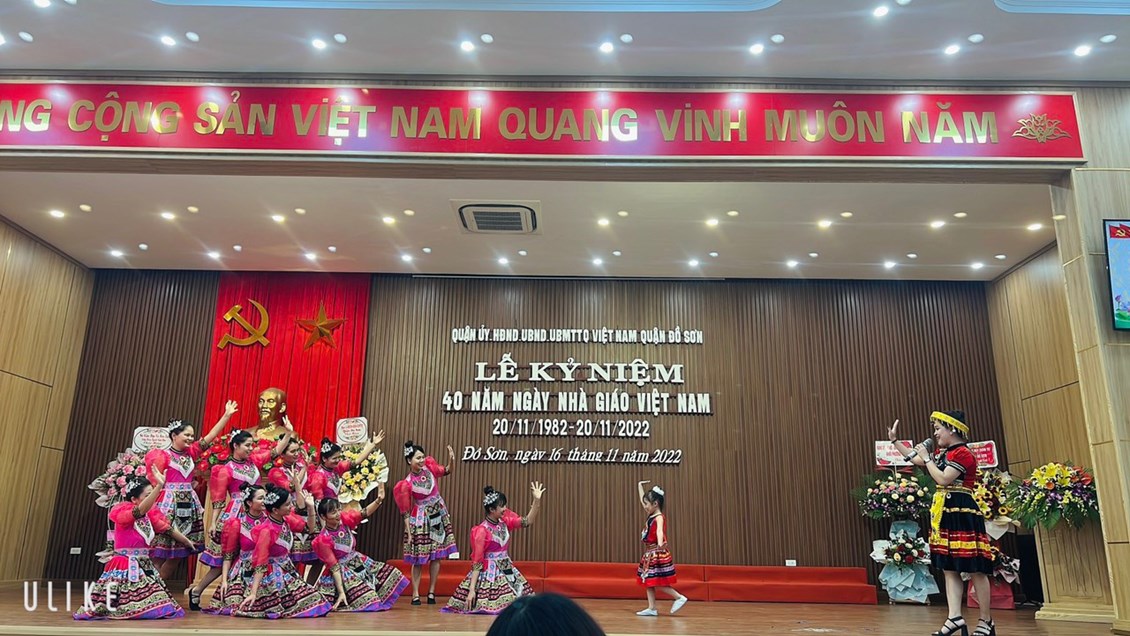 NG CỘNG SẢN VIỆT NAM QUANG VINH MUÔN NĂM
QUẬN ỦY.HĐND.UBND.UBMTTQ VIỆT NAM QUẬN ĐỒ SƠN
LỄ KỶ NIỆM
40 NĂM NGÀY NHÀ GIÁO VIỆT NAM
20/11/1982-20/11/2022
Đồ Sơn, ngày 16 tháng 11 năm 2022
ULIKE